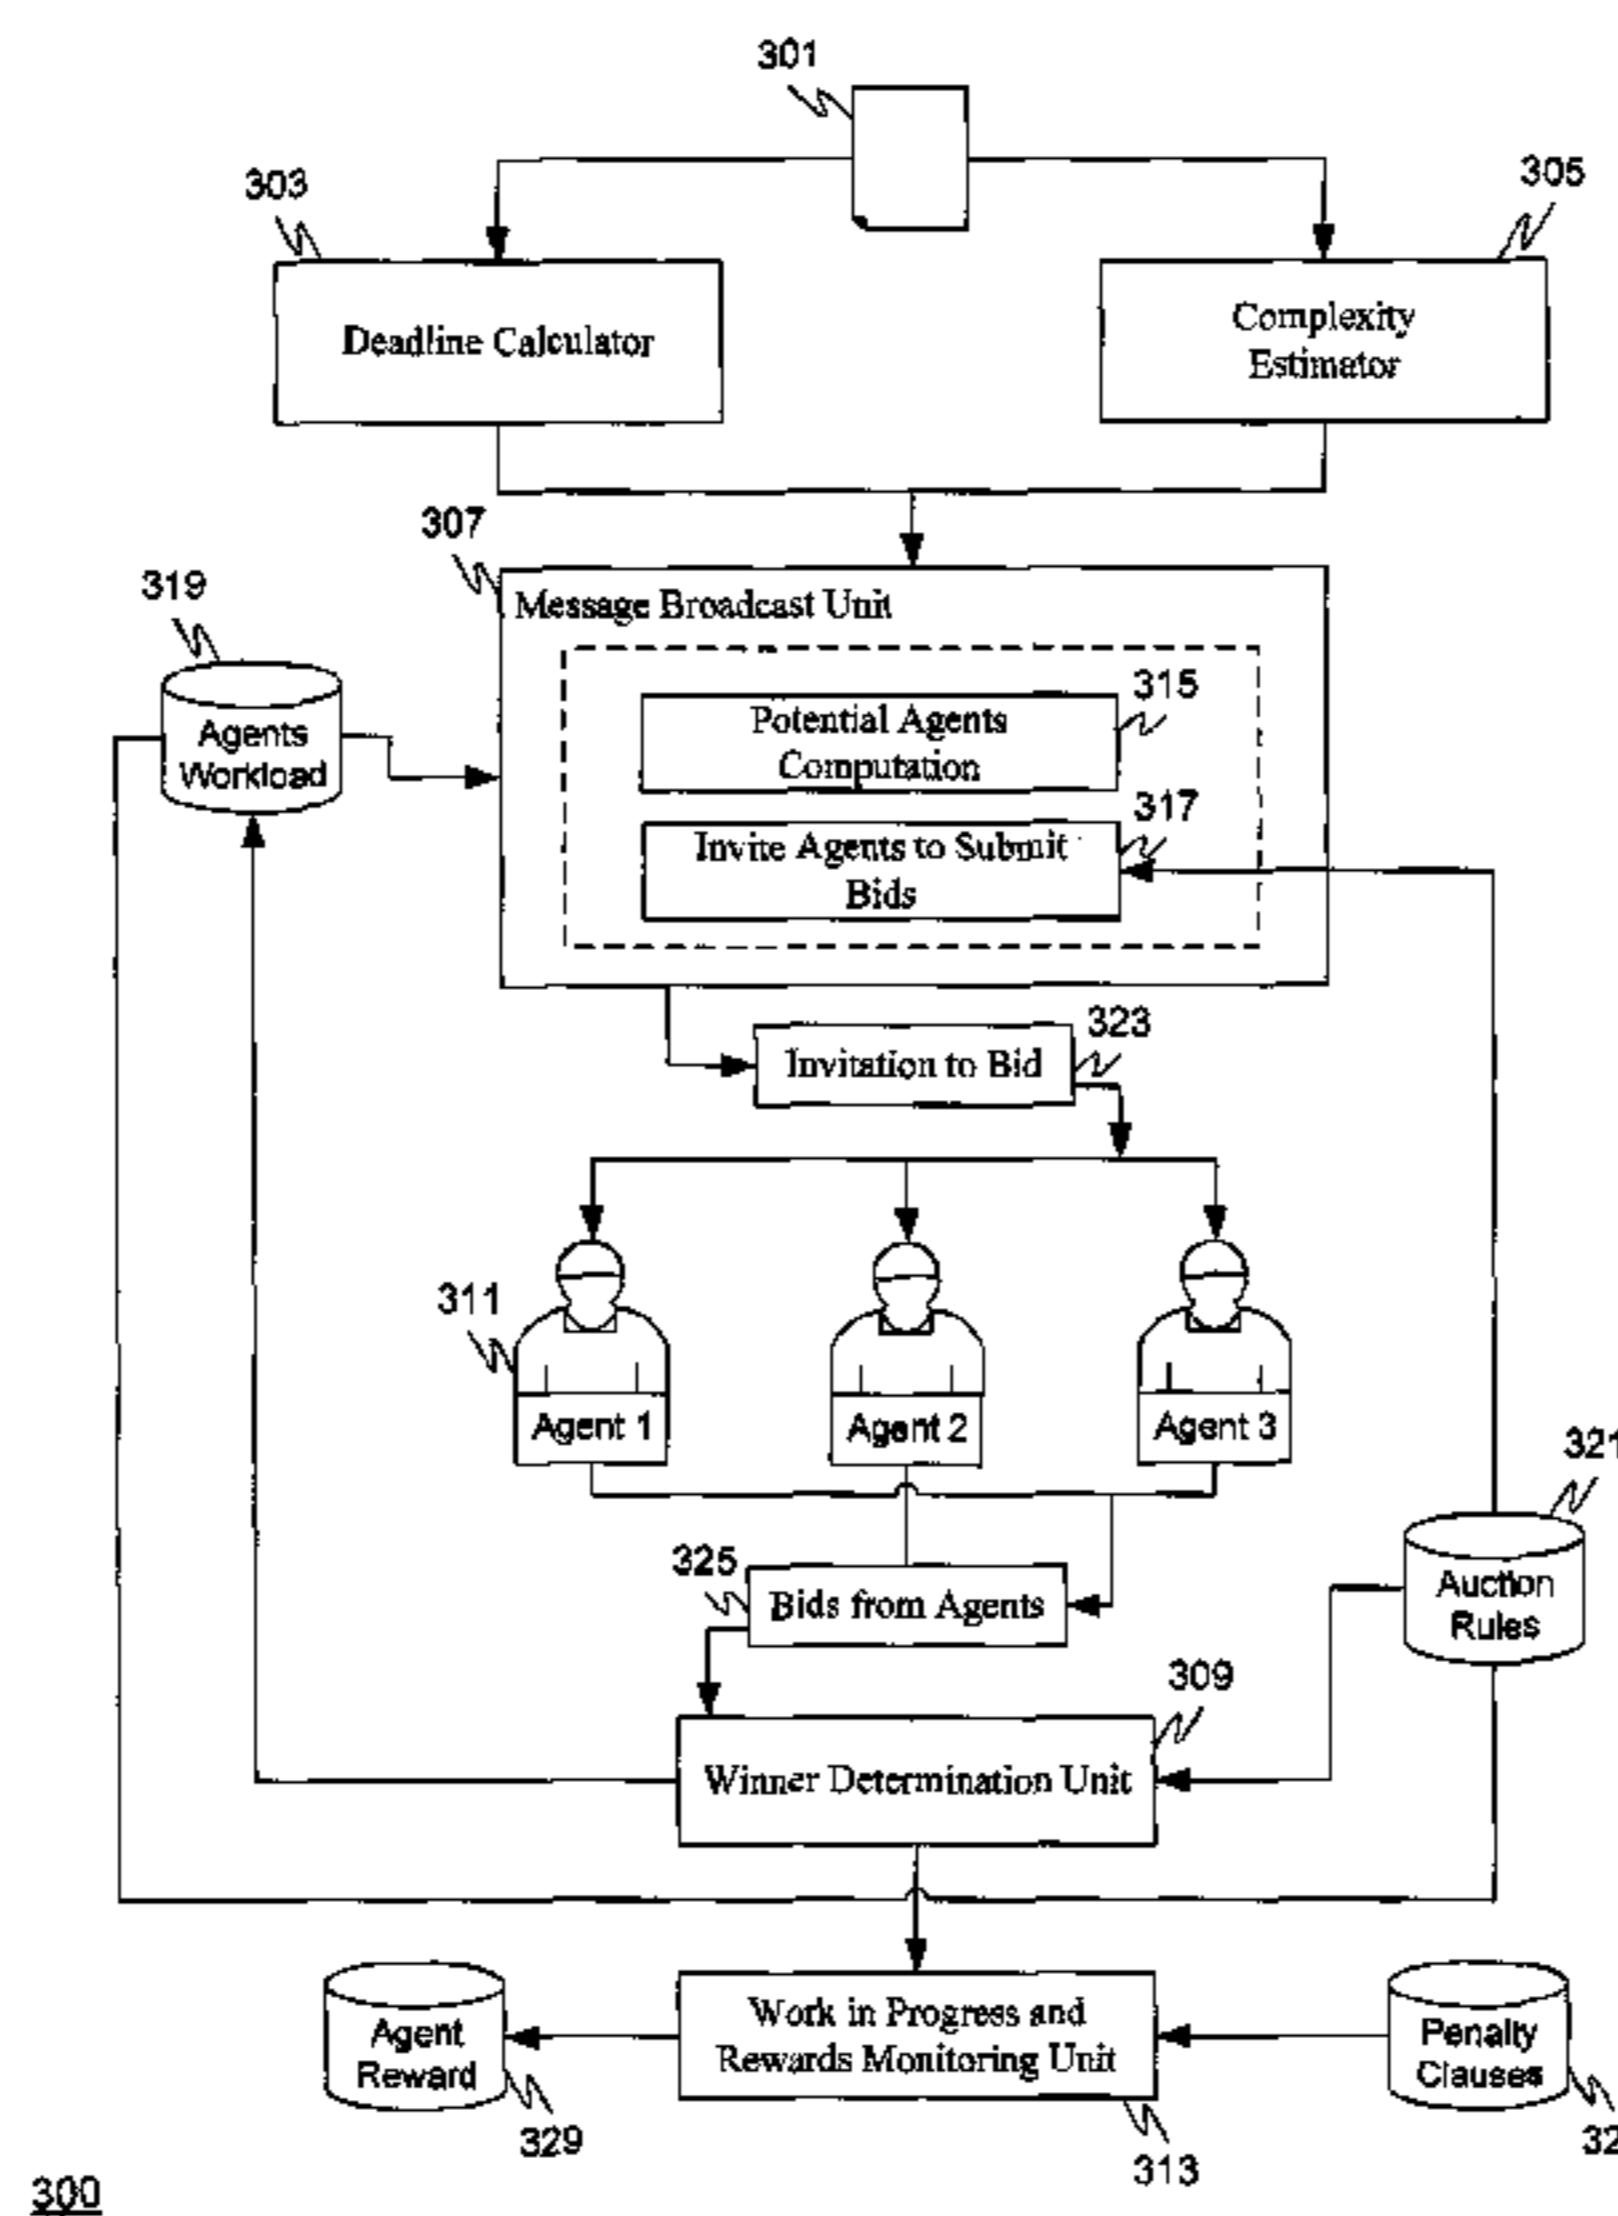 301
303
305
Deadline Calculator
Complexity
Estimator
307
319
Message Broadcast Unit
315
Agents
Workload
Potential Agents
Computation
317
Invite Agents to Submit
Bids
323
Invitation to Bid
311
Agent 1
Agent 2
Agent 3
321
325
Bids from Agents
Auction
Rules
309
Winner Determination Unit
Agent
Reward
Work in Progress and
Rewards Monitoring Unit
Penalty
Clauses
329
313
300